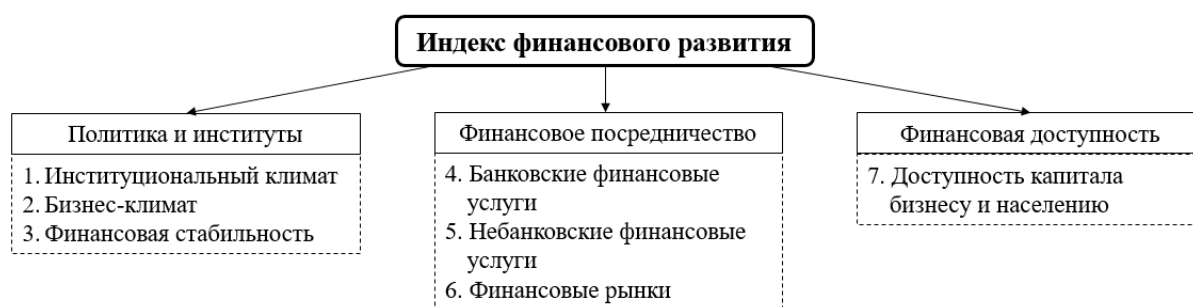 Индекс финансового развития
Политика и институты
1. Институциональный климат
2. Бизнес-климат
3. Финансовая стабильность
Финансовое посредничество
4. Банковские финансовые
услуги
5. Небанковские финансовые
услуги
6. Финансовые рынки
Финансовая доступность
7. Доступность капитала
бизнесу и населению